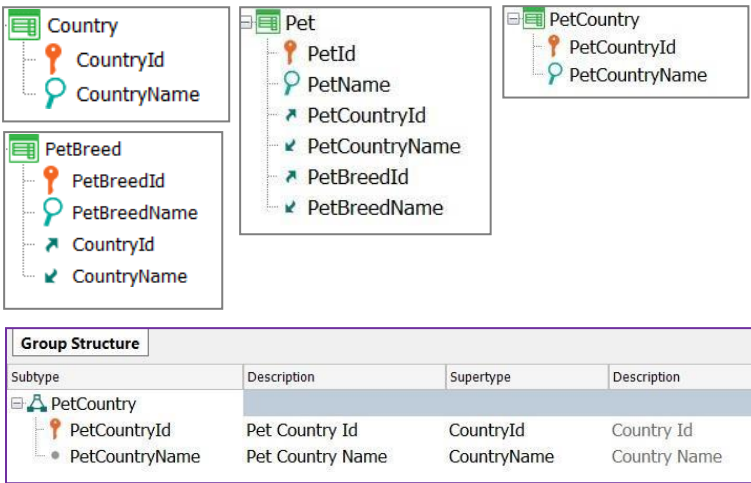 Country
CountryId
CountryName
Pet
PetId
PetName
PetCountryId
PetCountryName
PetBreedId
PetBreedName
PetCountry
PetCountryId
PetCountryName
PetBreed
PetBreedId
PetBreedName
CountryId
CountryName
Group Structure
Subtype Description Supertype Description
PetCountry
PetCountryId Pet Country Id CountryId Country Id
PetCountryName Pet Country Name CountryName Country Name